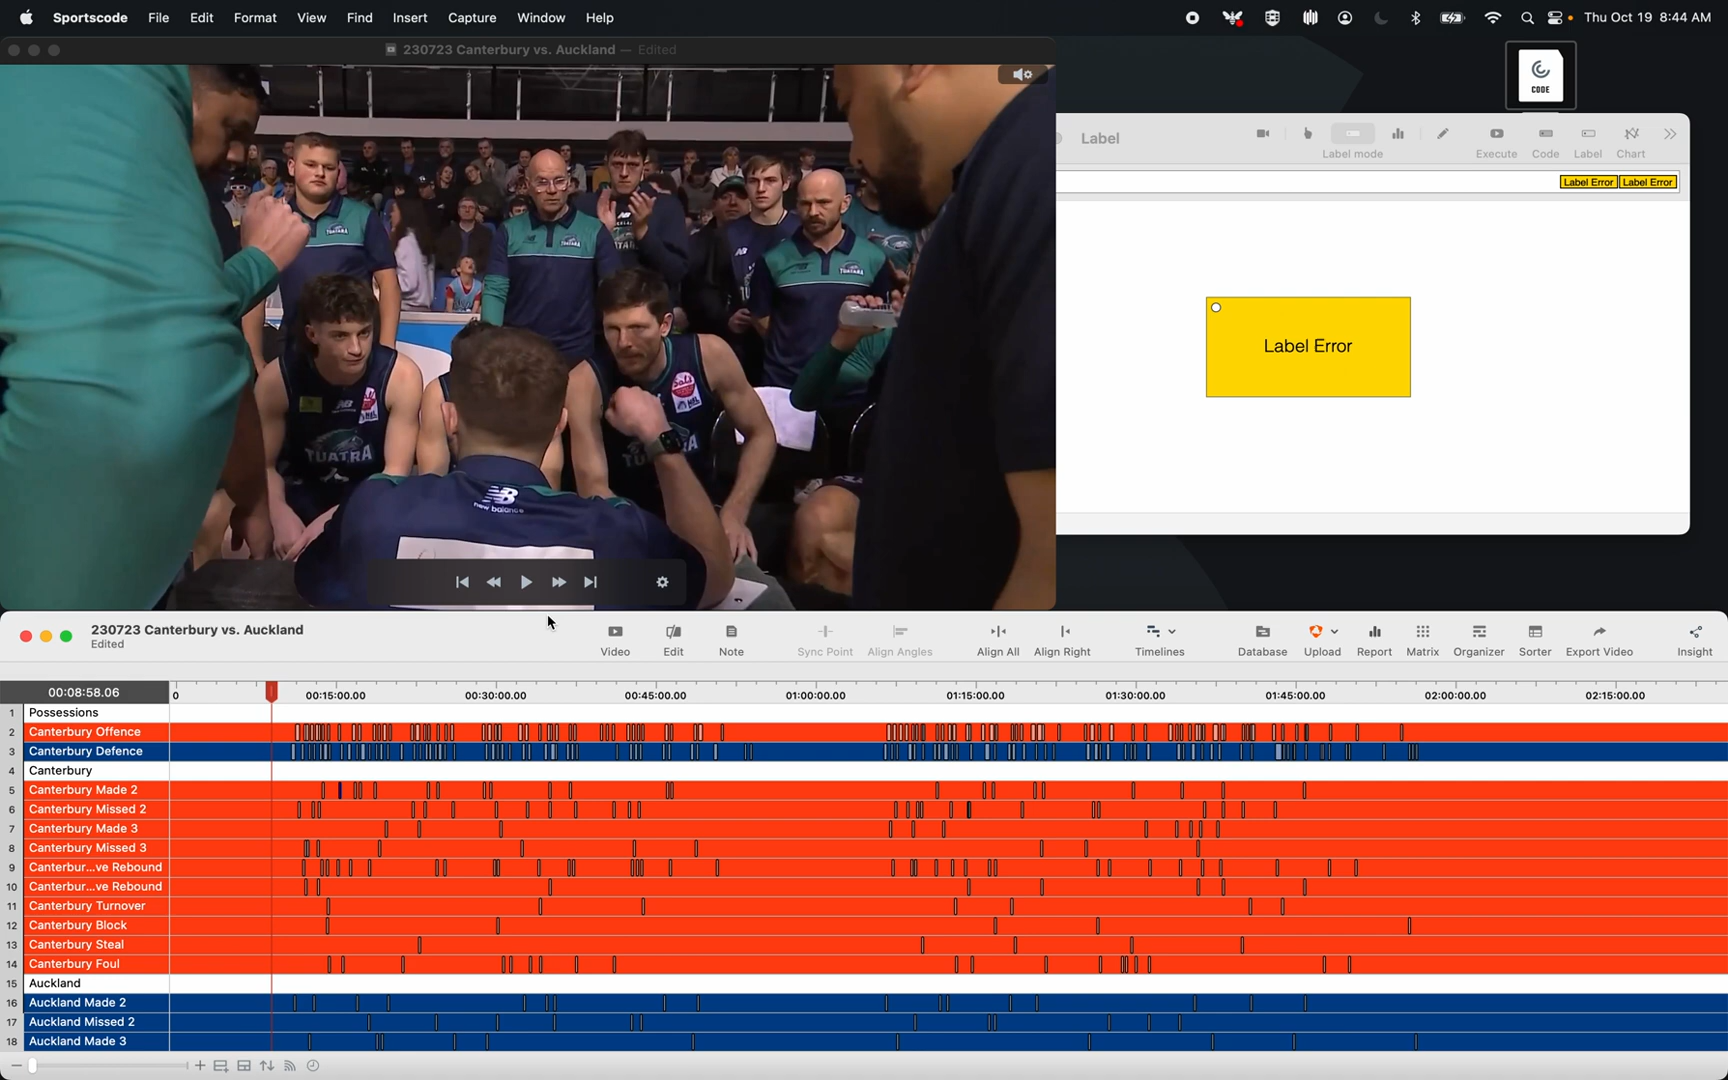 Sportscode File Edit Format View Find Insert Capture Window Help Thu Oct 19 8:44 AM
230723 Canterbury vs. Auckland — Edited
CODE
Label
Label mode Execute Code Label Chart
Label Error Label Error
Label Error
TUATRA
TUATRA
NB
new balance
230723 Canterbury vs. Auckland
Edited
Video Edit Note Sync Point Align Angles Align All Align Right Timelines Database Upload Report Matrix Organizer Sorter Export Video Insight
00:08:58.06 0 00:15:00.00 00:30:00.00 00:45:00.00 01:00:00.00 01:15:00.00 01:30:00.00 01:45:00.00 02:00:00.00 02:15:00.00
1 Possessions
2 Canterbury Offence
3 Canterbury Defence
4 Canterbury
5 Canterbury Made 2
6 Canterbury Missed 2
7 Canterbury Made 3
8 Canterbury Missed 3
9 Canterbur...ve Rebound
10 Canterbur...ve Rebound
11 Canterbury Turnover
12 Canterbury Block
13 Canterbury Steal
14 Canterbury Foul
15 Auckland
16 Auckland Made 2
17 Auckland Missed 2
18 Auckland Made 3